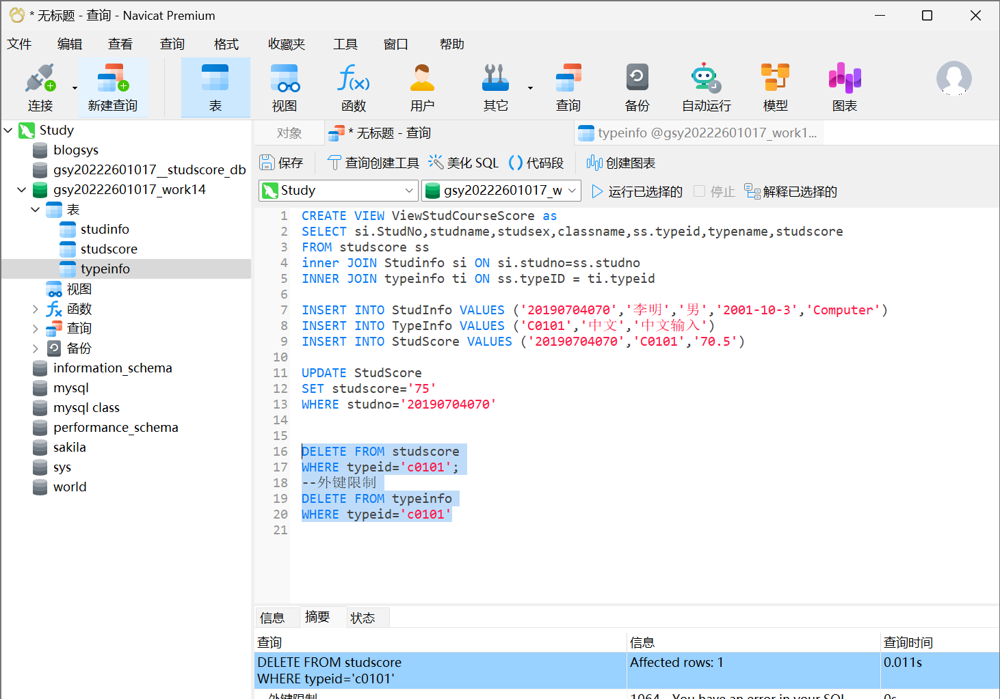 * 无标题 - 查询 - Navicat Premium
文件 编辑 查看 查询 格式 收藏夹 工具 窗口 帮助
连接 新建查询 表 视图 函数 用户 其它 查询 备份 自动运行 模型 图表
Study
blogsys
gsy20222601017__studscore_db
gsy20222601017_work14
表
studinfo
studscore
typeinfo
视图
函数
查询
备份
information_schema
mysql
mysql class
performance_schema
sakila
sys
world
对象 * 无标题 - 查询 typeinfo @gsy20222601017_work1...
保存 查询创建工具 美化 SQL 代码段 创建图表
Study gsy20222601017_w 运行已选择的 停止 解释已选择的
1 CREATE VIEW ViewStudCourseScore as
2 SELECT si.StudNo,studname,studsex,classname,ss.typeid,typename,studscore
3 FROM studscore ss
4 inner JOIN Studinfo si ON si.studno=ss.studno
5 INNER JOIN typeinfo ti ON ss.typeID = ti.typeid
6
7 INSERT INTO StudInfo VALUES ('20190704070','李明','男','2001-10-3','Computer')
8 INSERT INTO TypeInfo VALUES ('C0101','中文','中文输入')
9 INSERT INTO StudScore VALUES ('20190704070','C0101','70.5')
10
11 UPDATE StudScore
12 SET studscore='75'
13 WHERE studno='20190704070'
14
15
16 DELETE FROM studscore
17 WHERE typeid='c0101';
18 --外键限制
19 DELETE FROM typeinfo
20 WHERE typeid='c0101'
21
信息 摘要 状态
查询 信息 查询时间
DELETE FROM studscore Affected rows: 1 0.011s
WHERE typeid='c0101'
--外键限制 1064 - You have an error in your SQL 0s